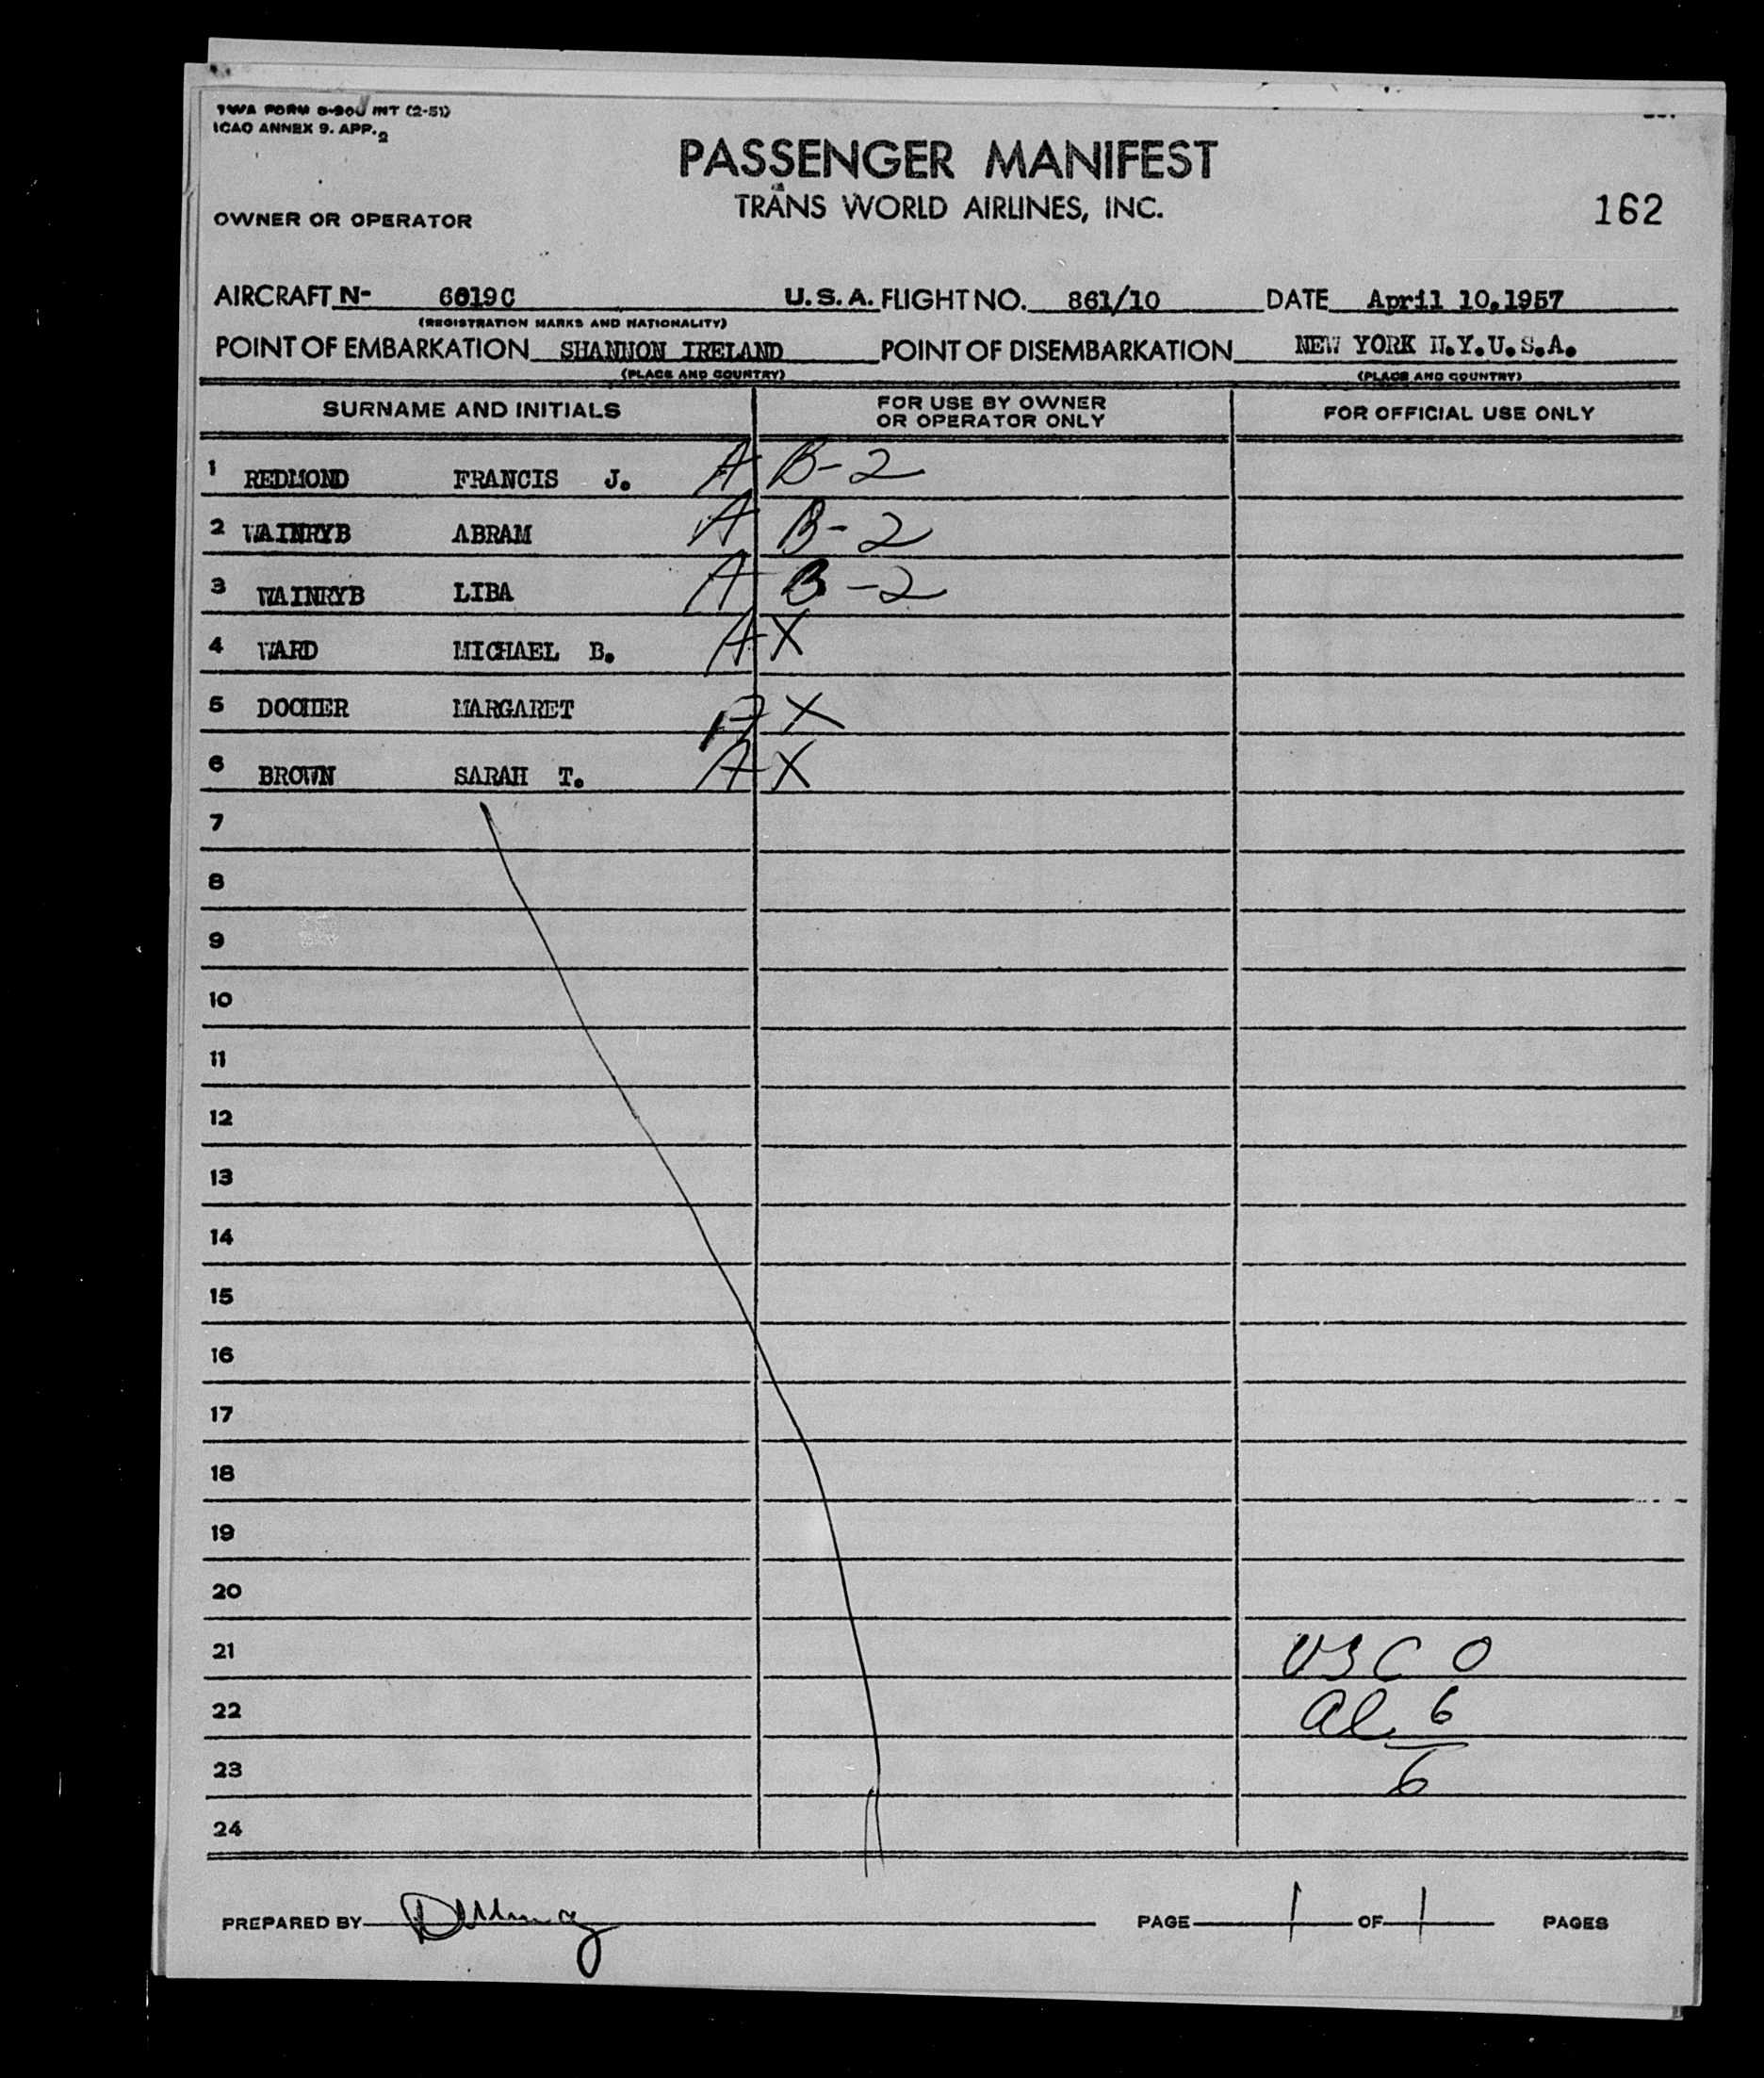 TWA FORM O-300 INT (2-51)
ICAO ANNEX 9. APP. 2
PASSENGER MANIFEST
TRANS WORLD AIRLINES, INC.
OWNER OR OPERATOR
162
AIRCRAFT N- 6019C U.S.A. FLIGHT NO. 861/10 DATE April 10, 1957
(REGISTRATION MARKS AND NATIONALITY)
POINT OF EMBARKATION SHANNON IRELAND POINT OF DISEMBARKATION NEW YORK N.Y.U.S.A.
(PLACE AND COUNTRY) (PLACE AND COUNTRY)
SURNAME AND INITIALS FOR USE BY OWNER OR OPERATOR ONLY FOR OFFICIAL USE ONLY
1 REDMOND FRANCIS J. A B-2
2 WAINRYB ABRAM A B-2
3 WAINRYB LIBA A B-2
4 WARD MICHAEL B. A X
5 MARGARET A X
6 BROWN SARAH T. A X
7
8
9
10
11
12
13
14
15
16
17
18
19
20
21 USC 0
22 al 6
23 6
24
PREPARED BY PAGE 1 OF 1 PAGES